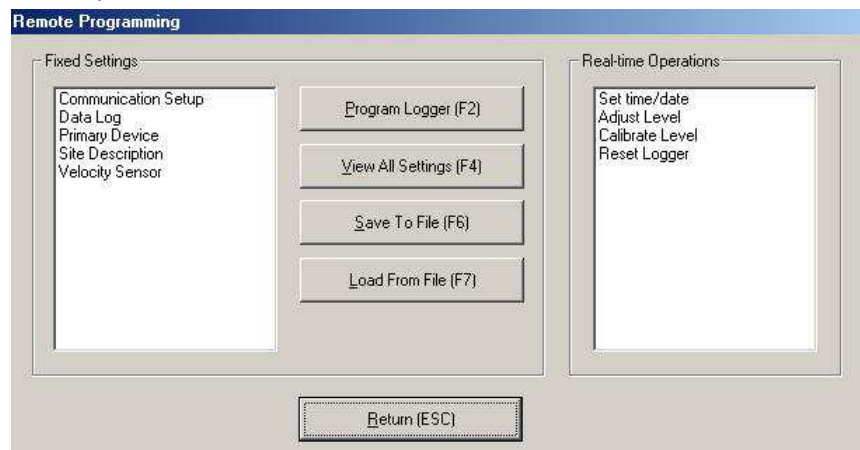 Remote Programming
Fixed Settings
Communication Setup
Data Log
Primary Device
Site Description
Velocity Sensor
Program Logger (F2)
View All Settings (F4)
Save To File (F6)
Load From File (F7)
Real-time Operations
Set time/date
Adjust Level
Calibrate Level
Reset Logger
Return (ESC)